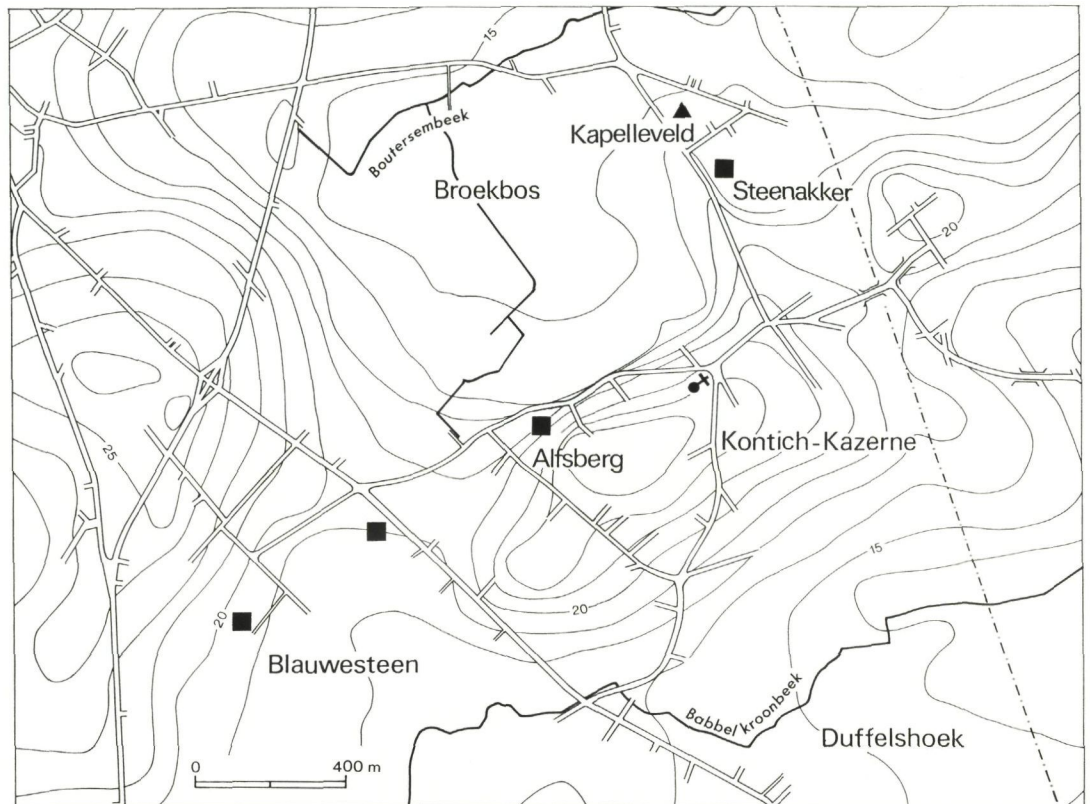 15
Kapelleveld
Boutersembeek
Broekbos
Steenakker
20
Kontich-Kazerne
25
Alfsberg
15
20
20
Blauwesteen
Babbelkroonbeek
Duffelshoek
0 400 m